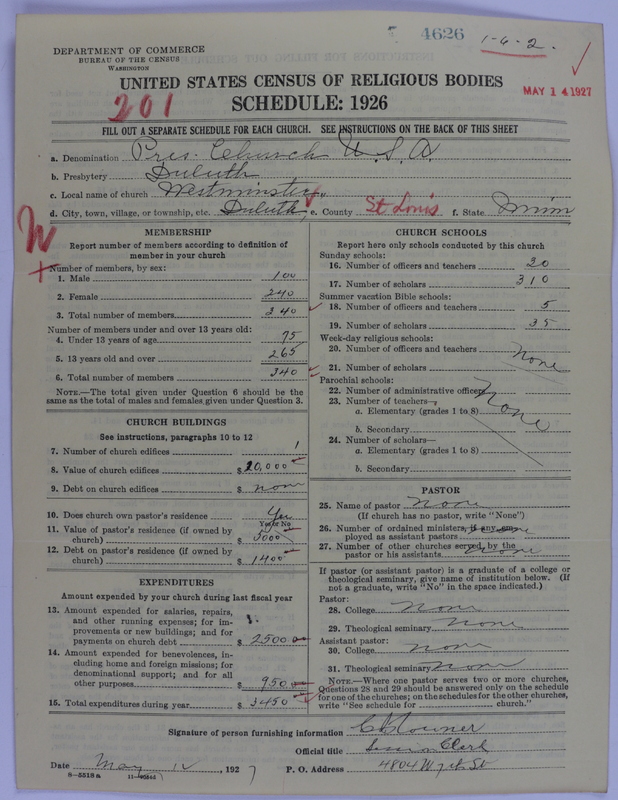 4626
1-6-2.
DEPARTMENT OF COMMERCE
BUREAU OF THE CENSUS
WASHINGTON
UNITED STATES CENSUS OF RELIGIOUS BODIES
MAY 14 1927
201
SCHEDULE: 1926
FILL OUT A SEPARATE SCHEDULE FOR EACH CHURCH. SEE INSTRUCTIONS ON THE BACK OF THIS SHEET
a. Denomination Pres. Church U.S.A
b. Presbytery Duluth
c. Local name of church Westminster
d. City, town, village, or township, etc. Duluth, e. County St Louis f. State Minn
W
MEMBERSHIP
Report number of members according to definition of
member in your church
Number of members, by sex:
1. Male 100
2. Female 240
3. Total number of members 340
Number of members under and over 13 years old:
4. Under 13 years of age 75
5. 13 years old and over 265
6. Total number of members 340
NOTE.—The total given under Question 6 should be
same as the total of males and females given under Question 3.
CHURCH BUILDINGS
See instructions, paragraphs 10 to 12
7. Number of church edifices 1
8. Value of church edifices $ 20,000
9. Debt on church edifices $ none
10. Does church own pastor's residence Yes
Yes or No
11. Value of pastor's residence (if owned by
church) $ 5000
12. Debt on pastor's residence (if owned by
church) $ 1400
EXPENDITURES
Amount expended by your church during last fiscal year
13. Amount expended for salaries, repairs,
and other running expenses; for im-
provements or new buildings; and for
payments on church debt $ 2500
14. Amount expended for benevolences, in-
cluding home and foreign missions; for
denominational support; and for all
other purposes $ 950
15. Total expenditures during year $ 3450
CHURCH SCHOOLS
Report here only schools conducted by this church
Sunday schools:
16. Number of officers and teachers 20
17. Number of scholars 310
Summer vacation Bible schools:
18. Number of officers and teachers 5
19. Number of scholars 35
Week-day religious schools:
20. Number of officers and teachers
None
21. Number of scholars
Parochial schools:
22. Number of administrative officers
23. Number of teachers—
None
a. Elementary (grades 1 to 8)
b. Secondary
24. Number of scholars—
a. Elementary (grades 1 to 8)
b. Secondary
PASTOR
25. Name of pastor None
(If church has no pastor, write "None")
26. Number of ordained ministers, if any, em-
ployed as assistant pastors
27. Number of other churches served by the
pastor or his assistants None
If pastor (or assistant pastor) is a graduate of a college or
theological seminary, give name of institution below. (If
not a graduate, write "No" in the space indicated.)
Pastor:
28. College None
29. Theological seminary None
Assistant pastor:
30. College None
31. Theological seminary None
NOTE.—Where one pastor serves two or more churches,
Questions 28 and 29 should be answered only on the schedule
for one of the churches; on the schedules for the other churches,
write "See schedule for church."
Signature of person furnishing information
Official title Session Clerk
Date May 12, 1927 P. O. Address 4804 W
8-5518a